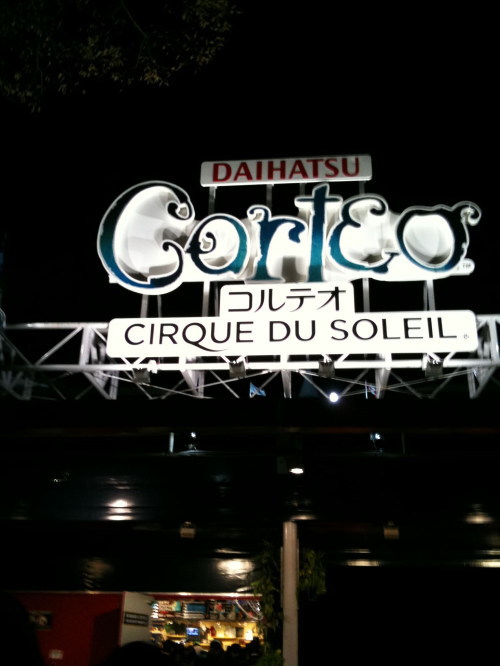 DAIHATSU
Corteo
コルテオ
CIRQUE DU SOLEIL